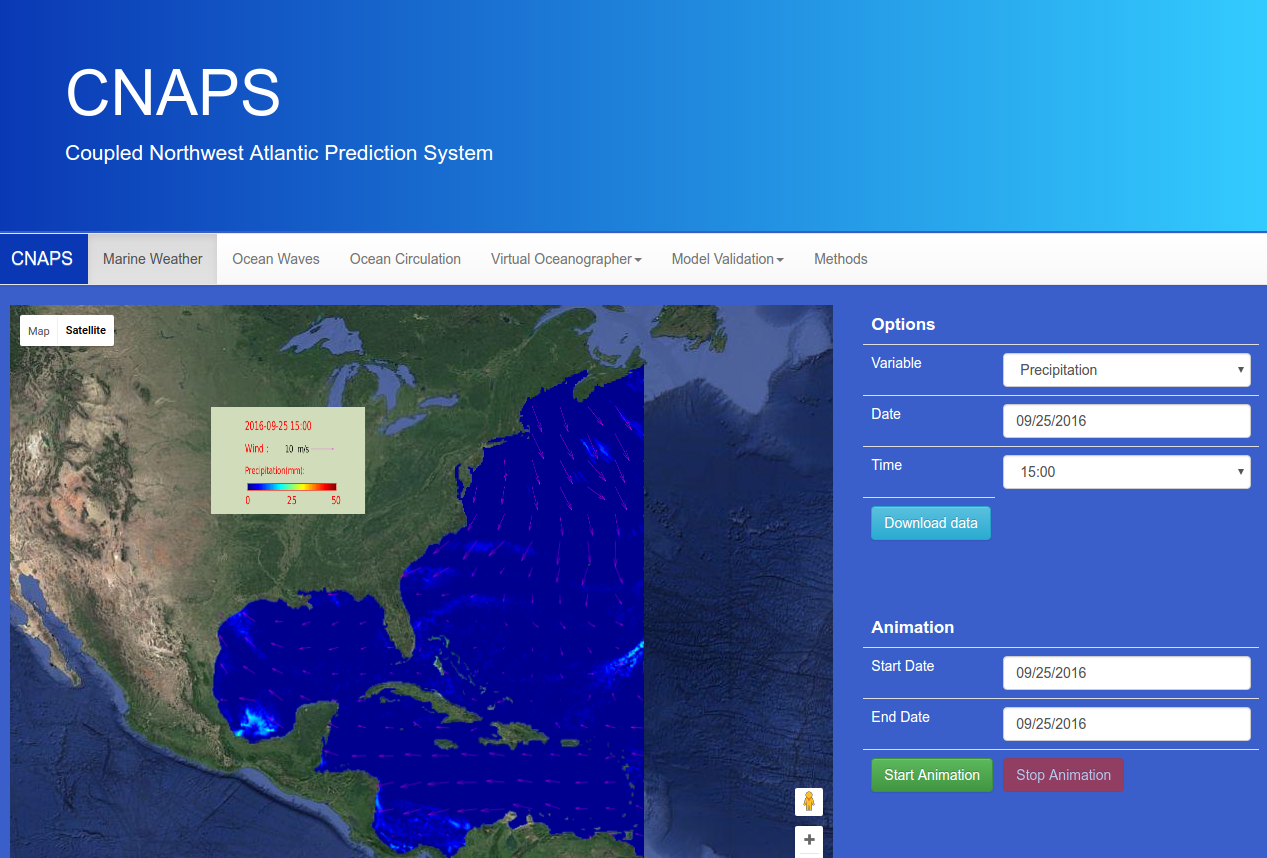 CNAPS
Coupled Northwest Atlantic Prediction System
CNAPS Marine Weather Ocean Waves Ocean Circulation Virtual Oceanographer Model Validation Methods
Map Satellite
2016-09-25 15:00
Wind : 10 m/s
Precipitation(mm):
0 25 50
Options
Variable Precipitation
Date 09/25/2016
Time 15:00
Download data
Animation
Start Date 09/25/2016
End Date 09/25/2016
Start Animation Stop Animation